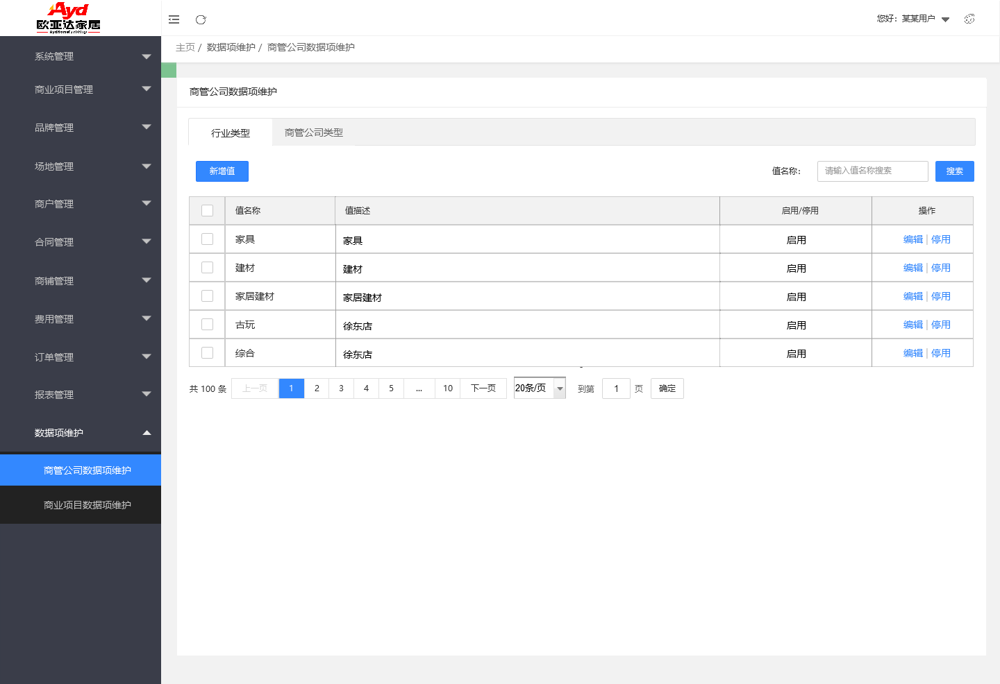 Ayd
欧亚达家居
您好：某某用户
主页 / 数据项维护 / 商管公司数据项维护
系统管理
商业项目管理
品牌管理
场地管理
商户管理
合同管理
商铺管理
费用管理
订单管理
报表管理
数据项维护
商管公司数据项维护
商业项目数据项维护
商管公司数据项维护
行业类型 商管公司类型
新增值 值名称： 请输入值名称搜索 搜索
值名称 值描述 启用/停用 操作
家具 家具 启用 编辑 | 停用
建材 建材 启用 编辑 | 停用
家居建材 家居建材 启用 编辑 | 停用
古玩 徐东店 启用 编辑 | 停用
综合 徐东店 启用 编辑 | 停用
共 100 条 上一页 1 2 3 4 5 ... 10 下一页 20条/页 到第 1 页 确定